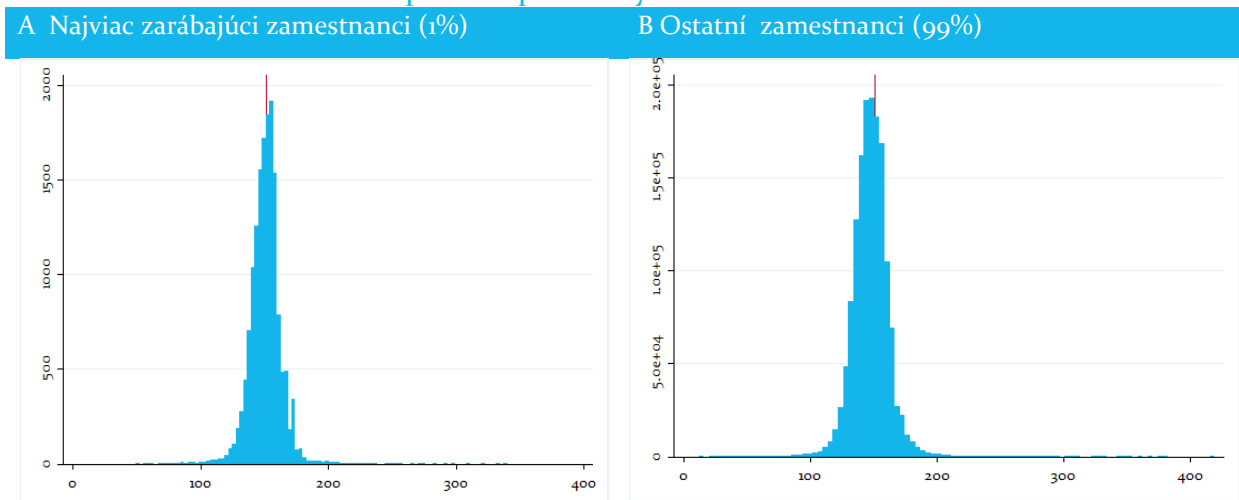 A Najviac zarábajúci zamestnanci (1%)
B Ostatní zamestnanci (99%)
2000
1500
1000
500
0
0 100 200 300 400
2.0e+05
1.5e+05
1.0e+05
5.0e+04
0
0 100 200 300 400